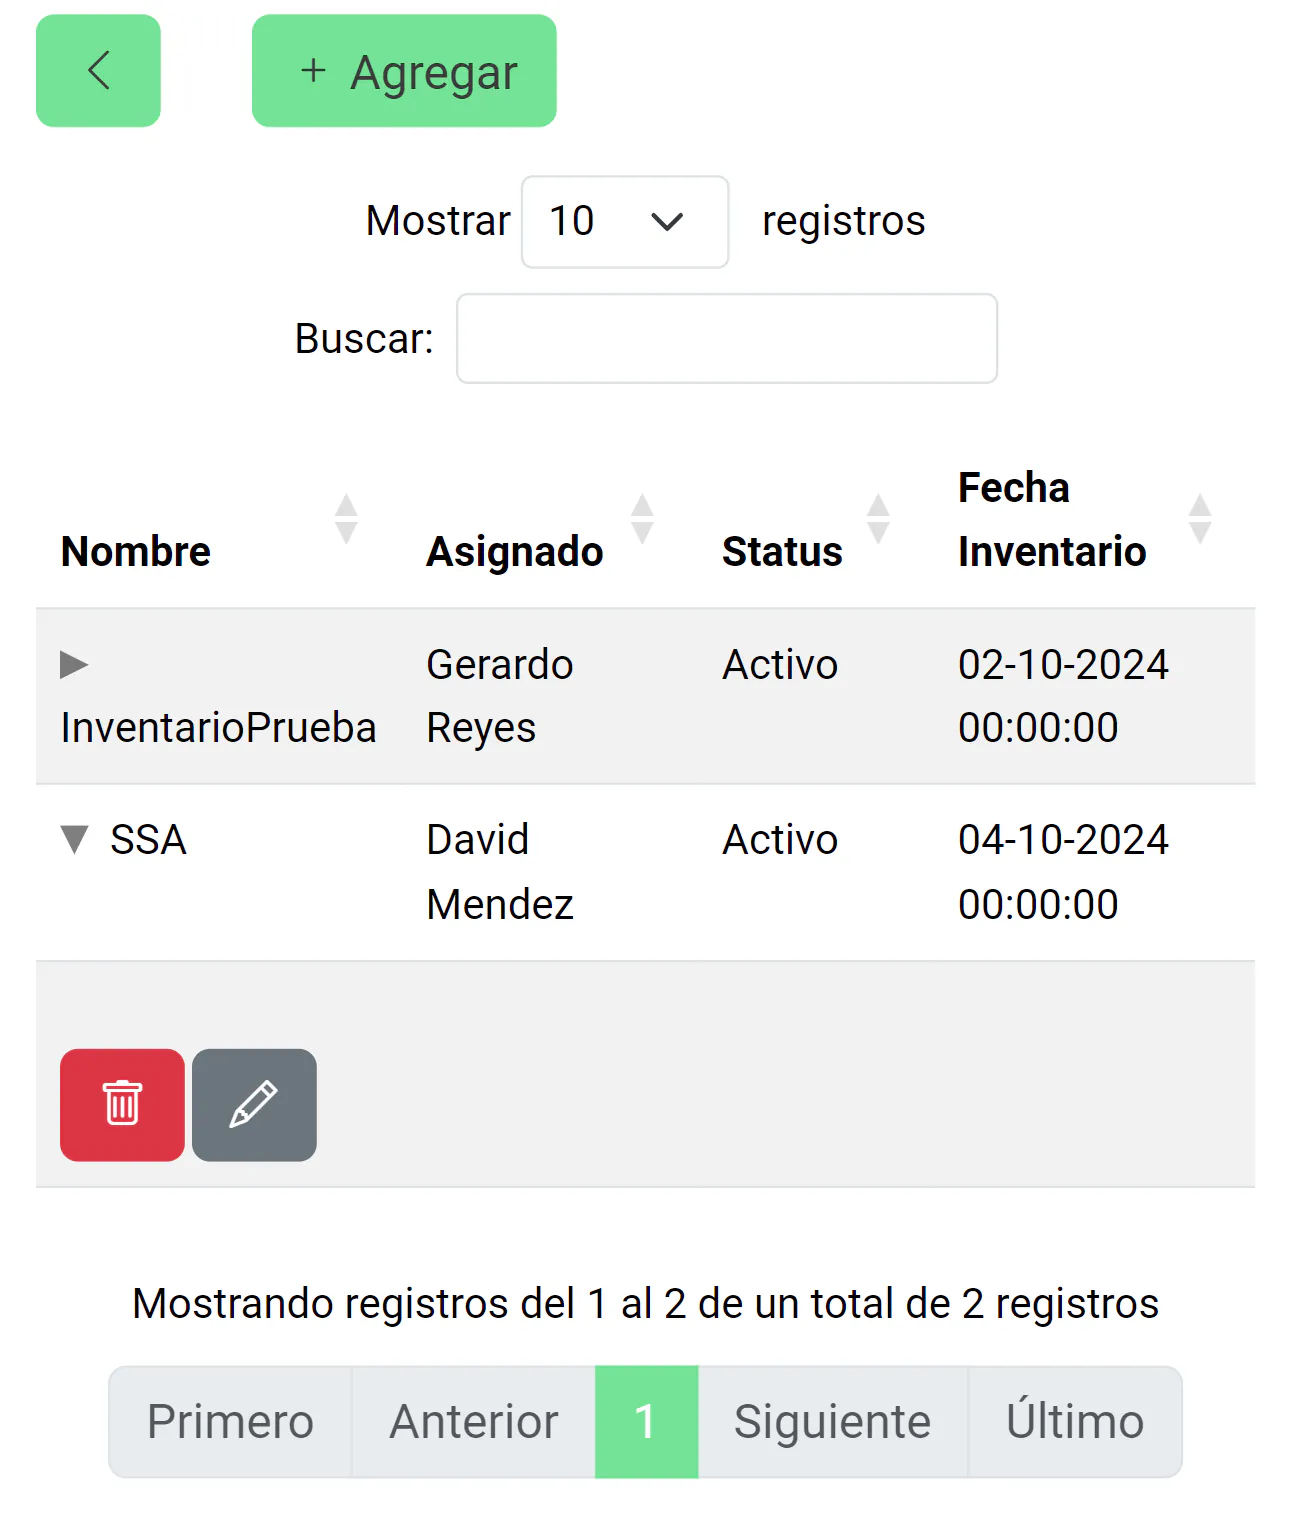 + Agregar
Mostrar 10 registros
Buscar:
Nombre Asignado Status Fecha Inventario
InventarioPrueba Gerardo Reyes Activo 02-10-2024 00:00:00
SSA David Mendez Activo 04-10-2024 00:00:00
Mostrando registros del 1 al 2 de un total de 2 registros
Primero Anterior 1 Siguiente Último